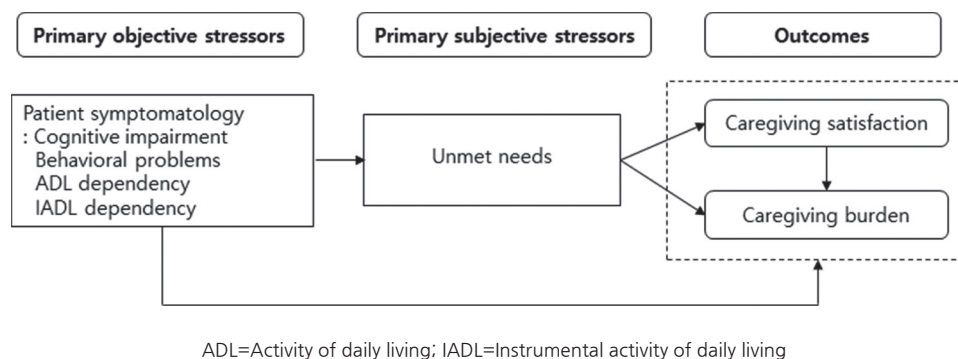 Primary objective stressors
Primary subjective stressors
Outcomes
Patient symptomatology
: Cognitive impairment
Behavioral problems
ADL dependency
IADL dependency
Unmet needs
Caregiving satisfaction
Caregiving burden
ADL=Activity of daily living; IADL=Instrumental activity of daily living